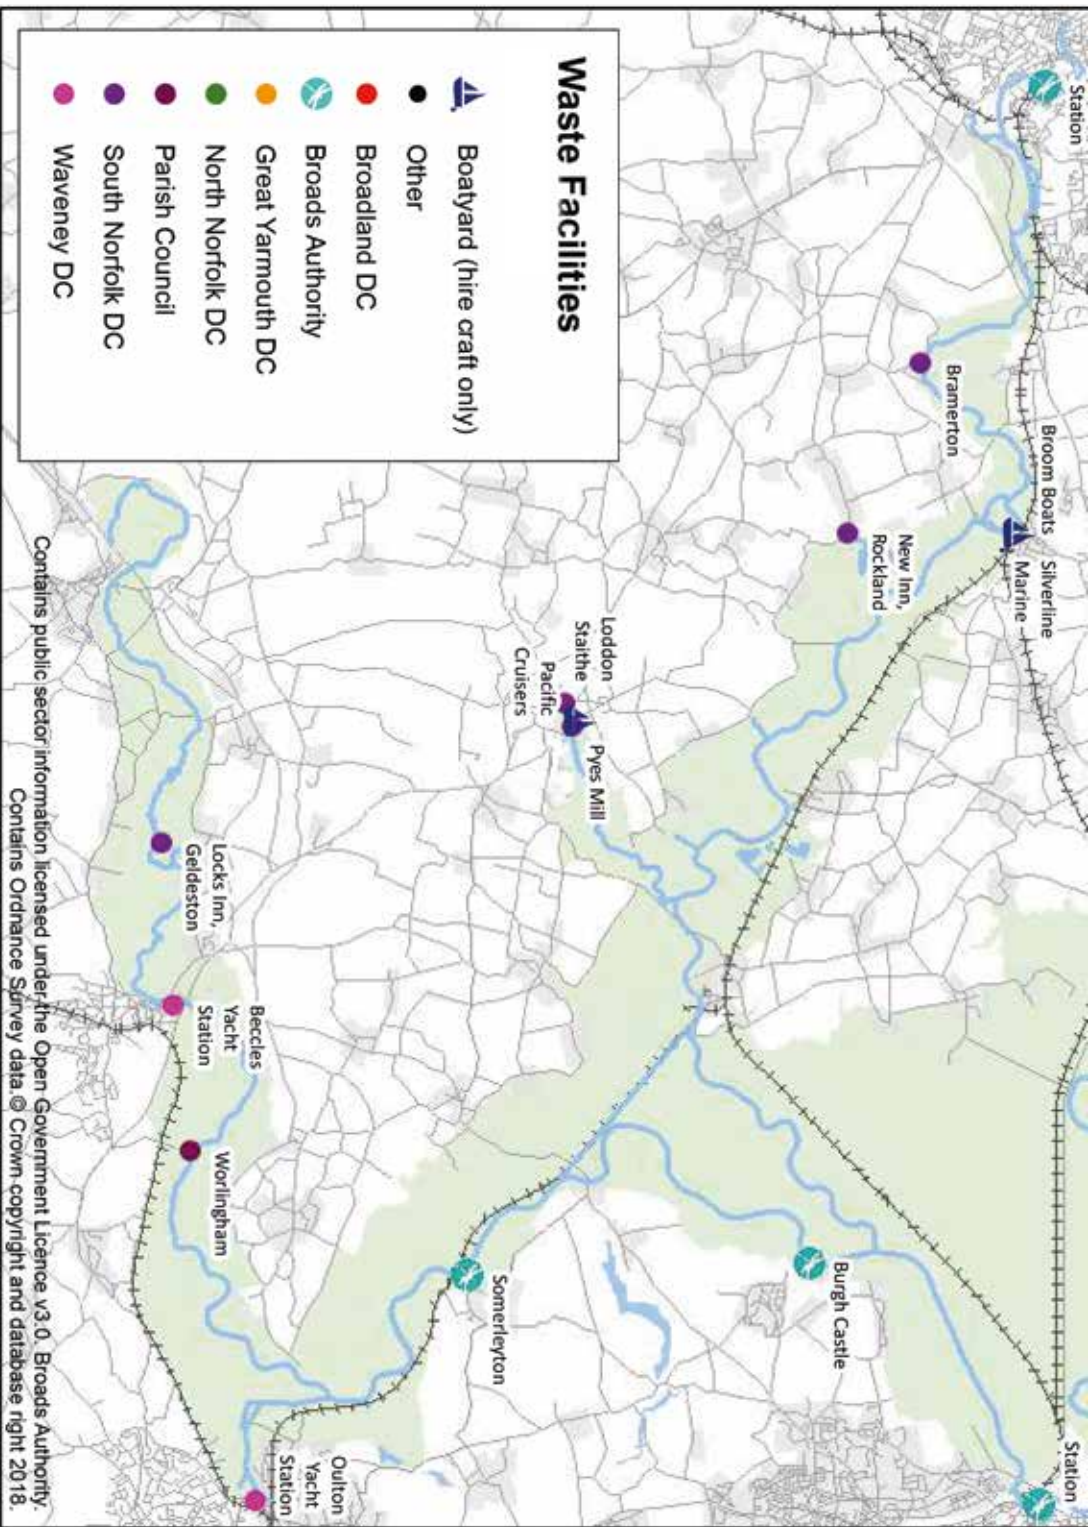 Station
Bramerton
Broom Boats
Silverline
Marine
New Inn,
Rockland
Loddon
Staithe
Pacific
Cruisers
Pyes Mill
Burgh Castle
Station
Somerleyton
Locks Inn,
Geldeston
Beccles
Yacht
Station
Worlingham
Oulton
Yacht
Station
Waste Facilities
Boatyard (hire craft only)
Other
Broadland DC
Broads Authority
Great Yarmouth DC
North Norfolk DC
Parish Council
South Norfolk DC
Waveney DC
Contains public sector information licensed under the Open Government Licence v3.0. Broads Authority.
Contains Ordnance Survey data.© Crown copyright and database right 2018.